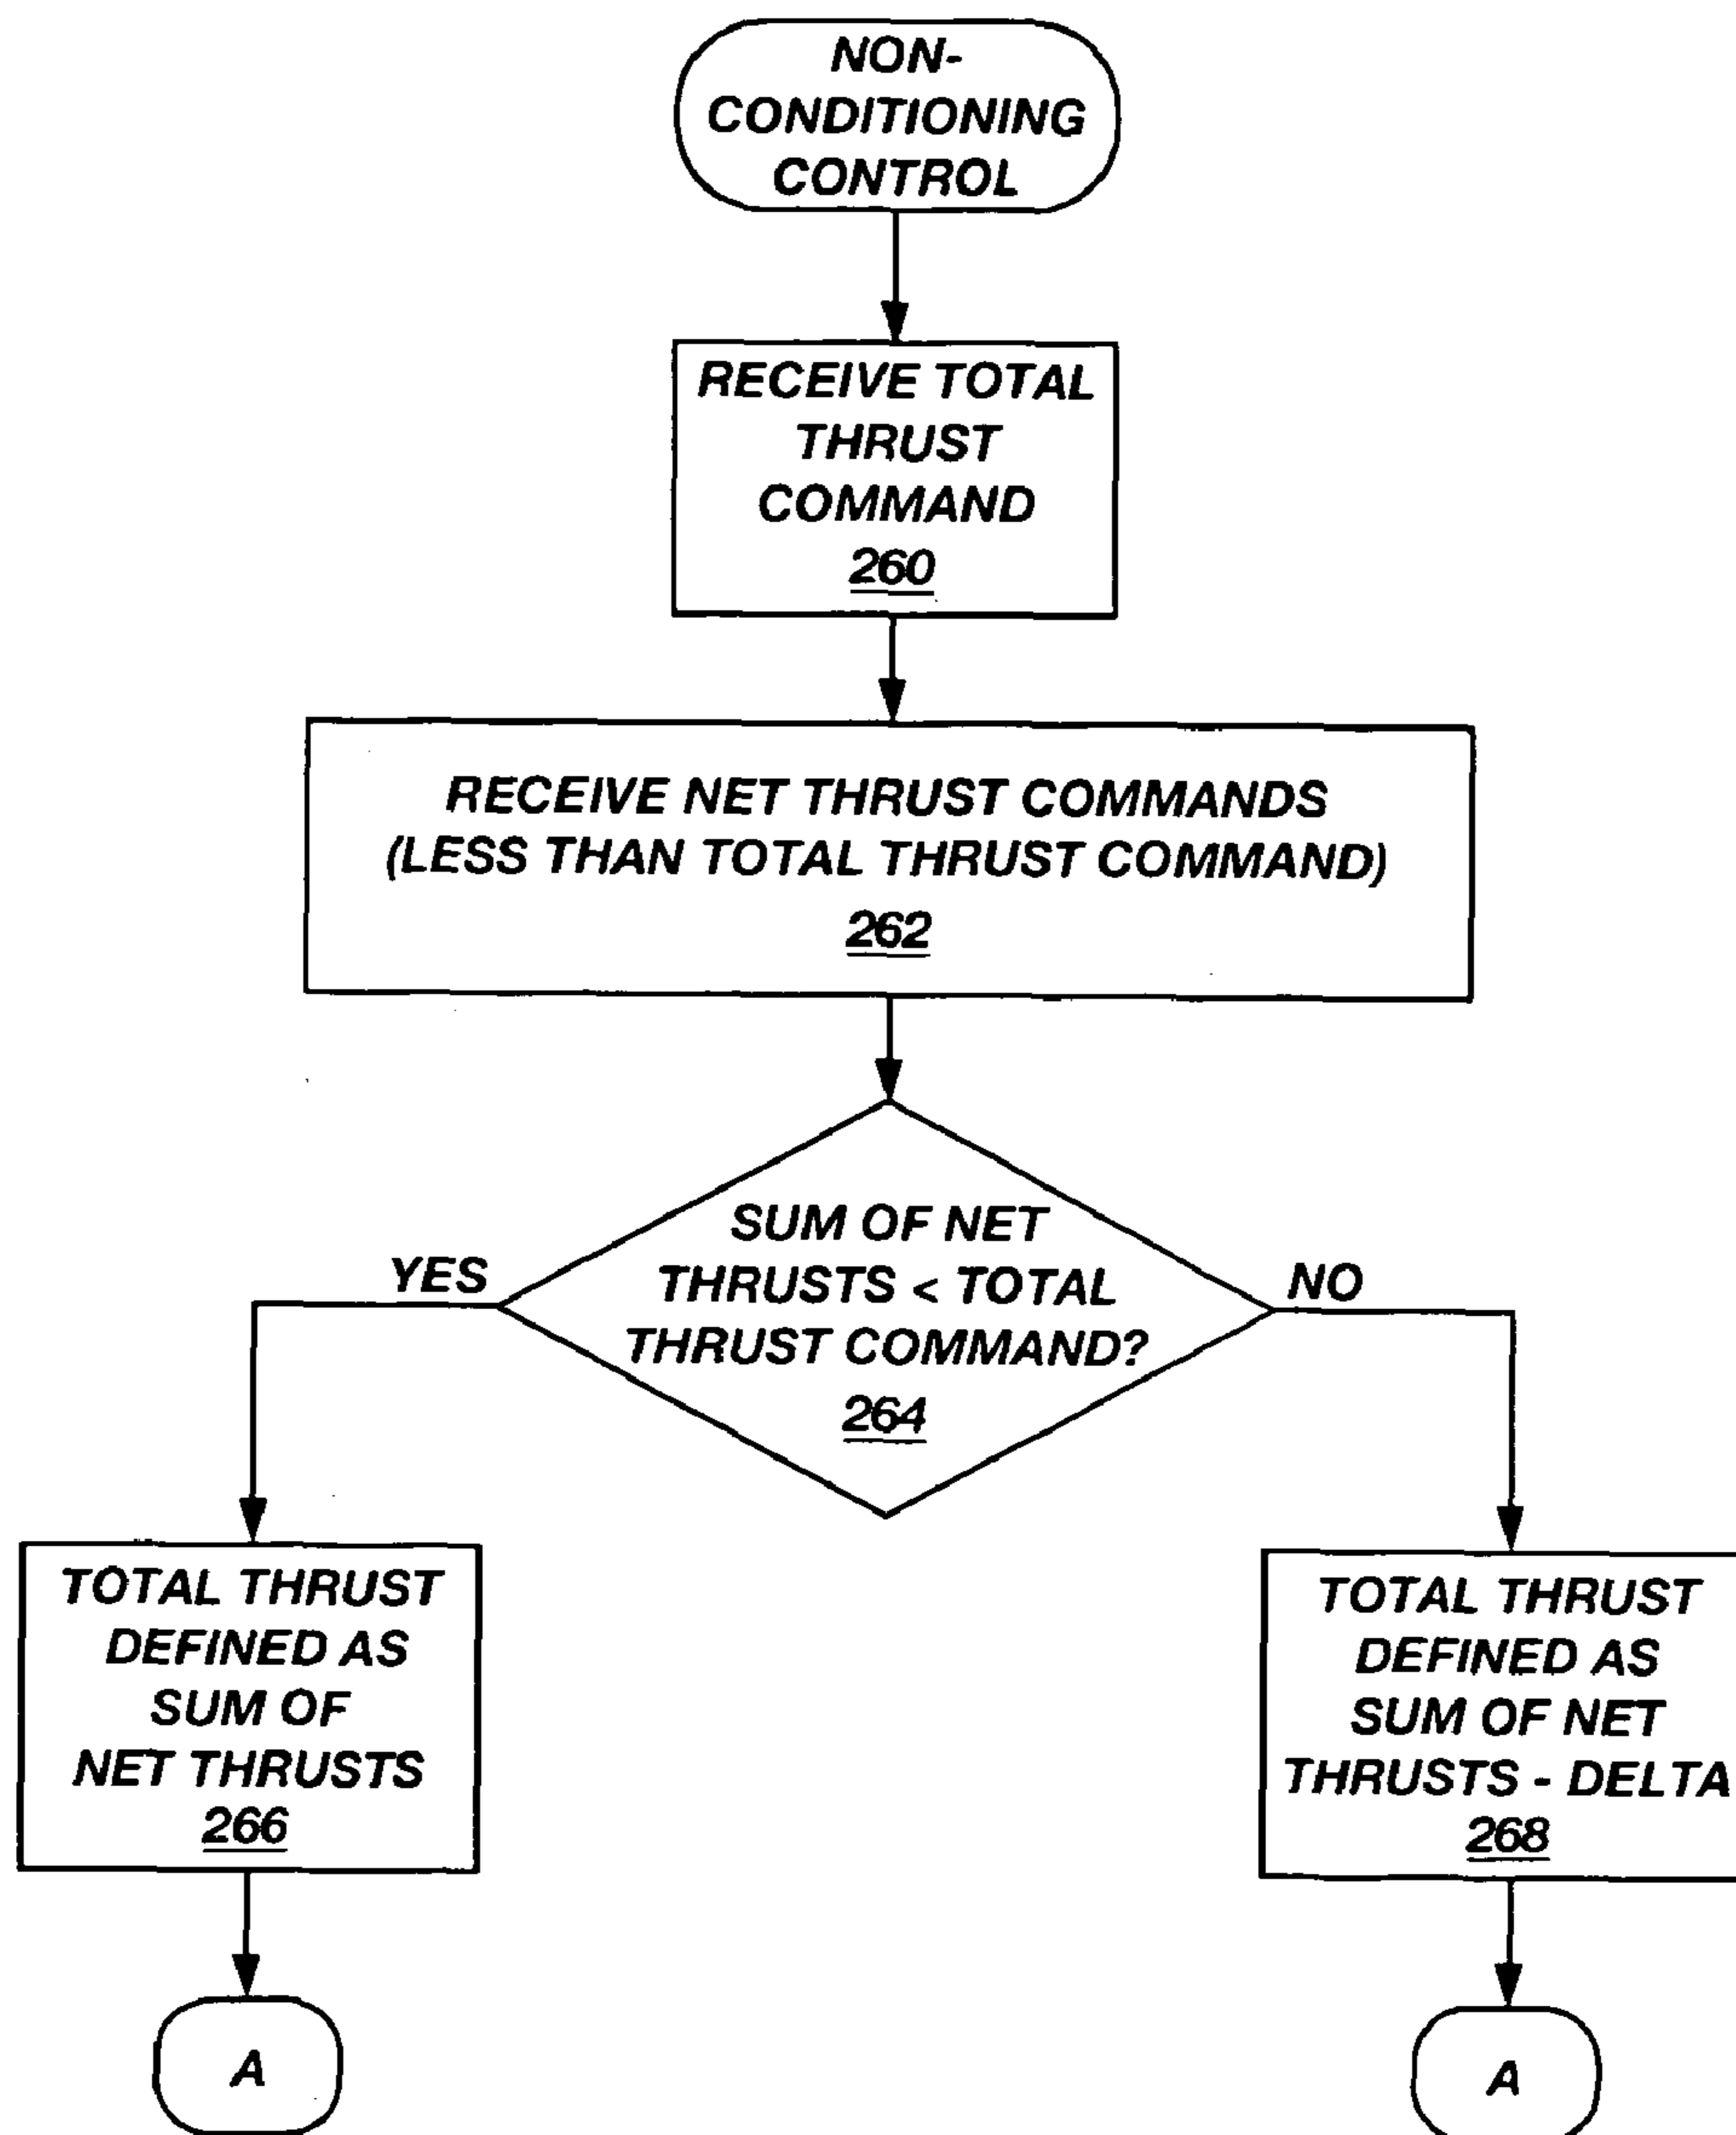 NON-
CONDITIONING
CONTROL
RECEIVE TOTAL
THRUST
COMMAND
260
RECEIVE NET THRUST COMMANDS
(LESS THAN TOTAL THRUST COMMAND)
262
SUM OF NET
THRUSTS < TOTAL
THRUST COMMAND?
264
YES
NO
TOTAL THRUST
DEFINED AS
SUM OF
NET THRUSTS
266
TOTAL THRUST
DEFINED AS
SUM OF NET
THRUSTS - DELTA
268
A
A